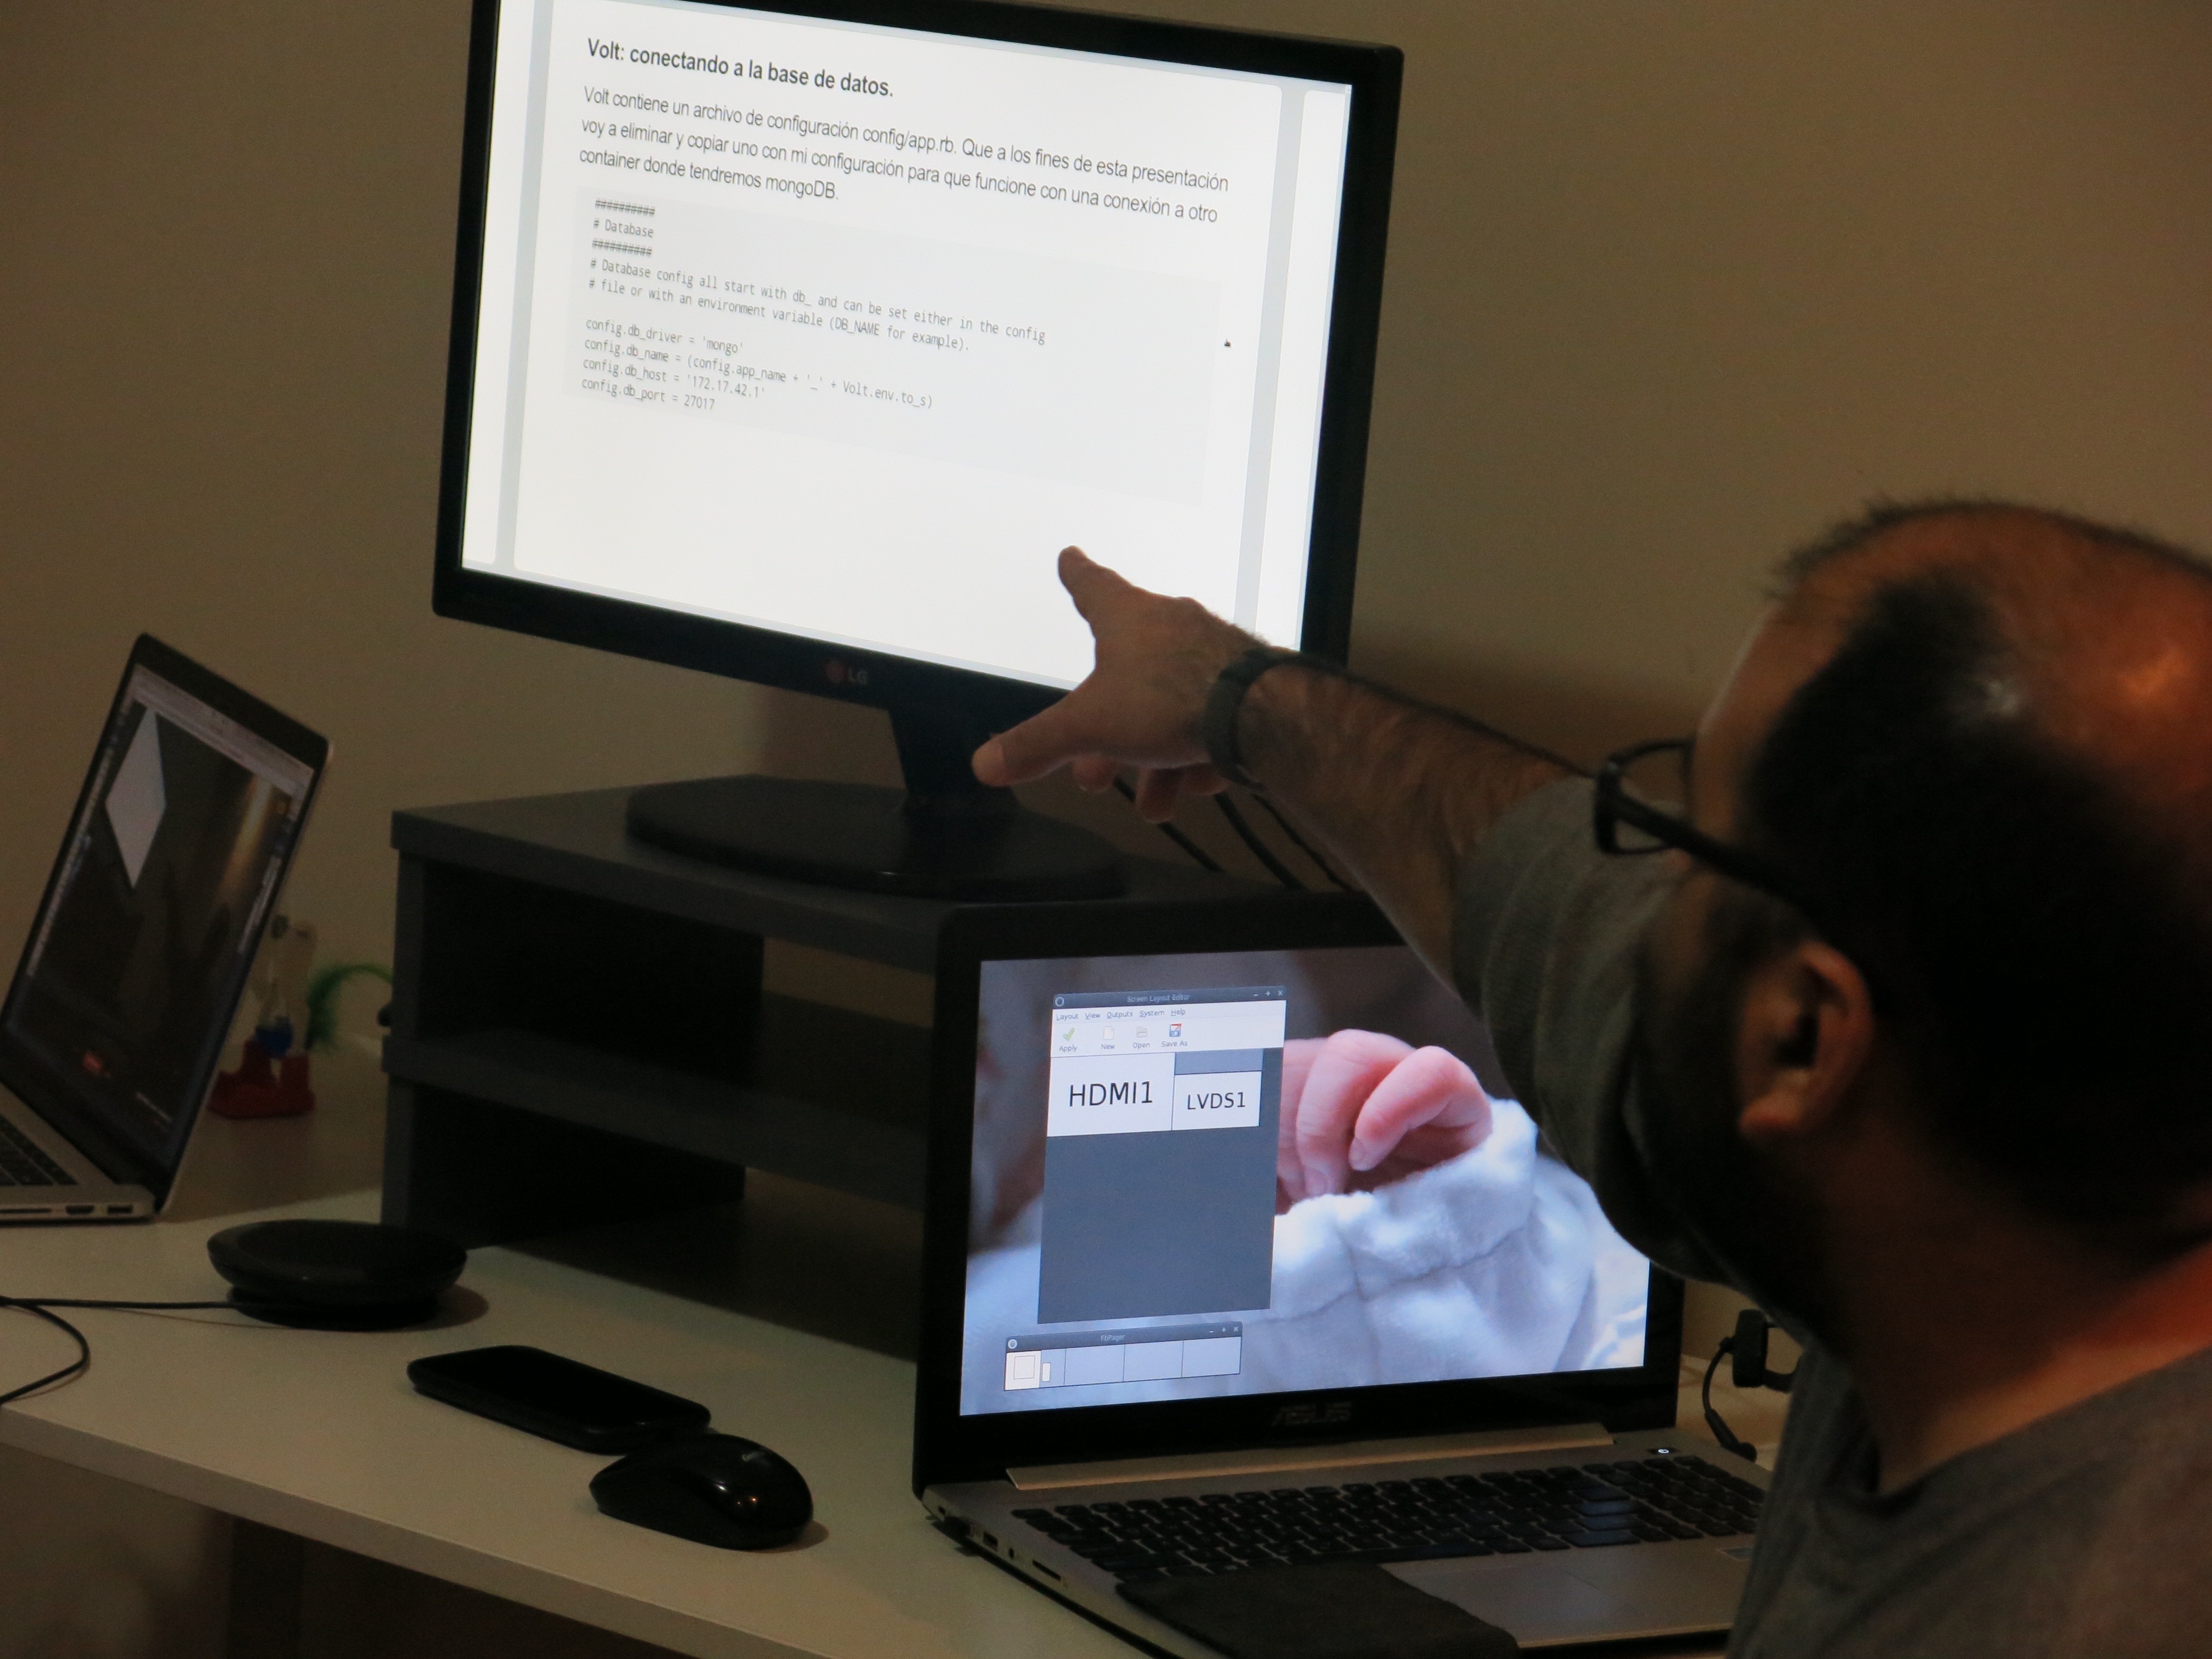 Volt: conectando a la base de datos.
Volt contiene un archivo de configuración config/app.rb. Que a los fines de esta presentación
voy a eliminar y copiar uno con mi configuración para que funcione con una conexión a otro
container donde tendremos mongoDB.
##########
# Database
##########
# Database config all start with db_ and can be set either in the config
# file or with an environment variable (DB_NAME for example).
config.db_driver = 'mongo'
config.db_name = (config.app_name + '_' + Volt.env.to_s)
config.db_host = '172.17.42.1'
config.db_port = 27017
LG
Screen Layout Editor
Layout View Outputs System Help
Apply New Open Save As
HDMI1 LVDS1
FbPager
ASUS